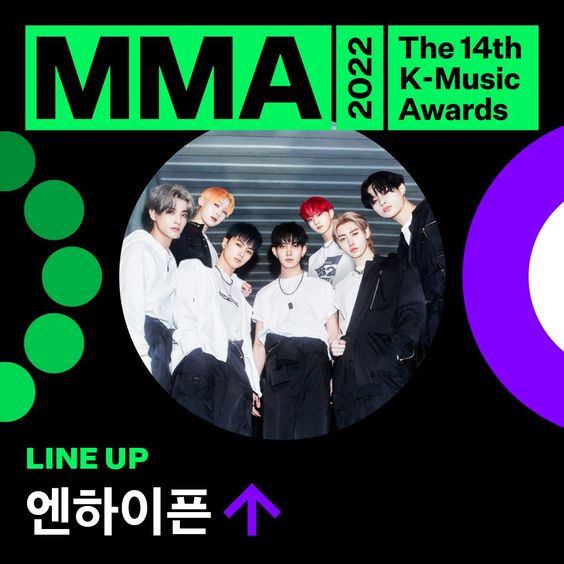 MMA
2022
The 14th
K-Music
Awards
LINE UP
엔하이픈